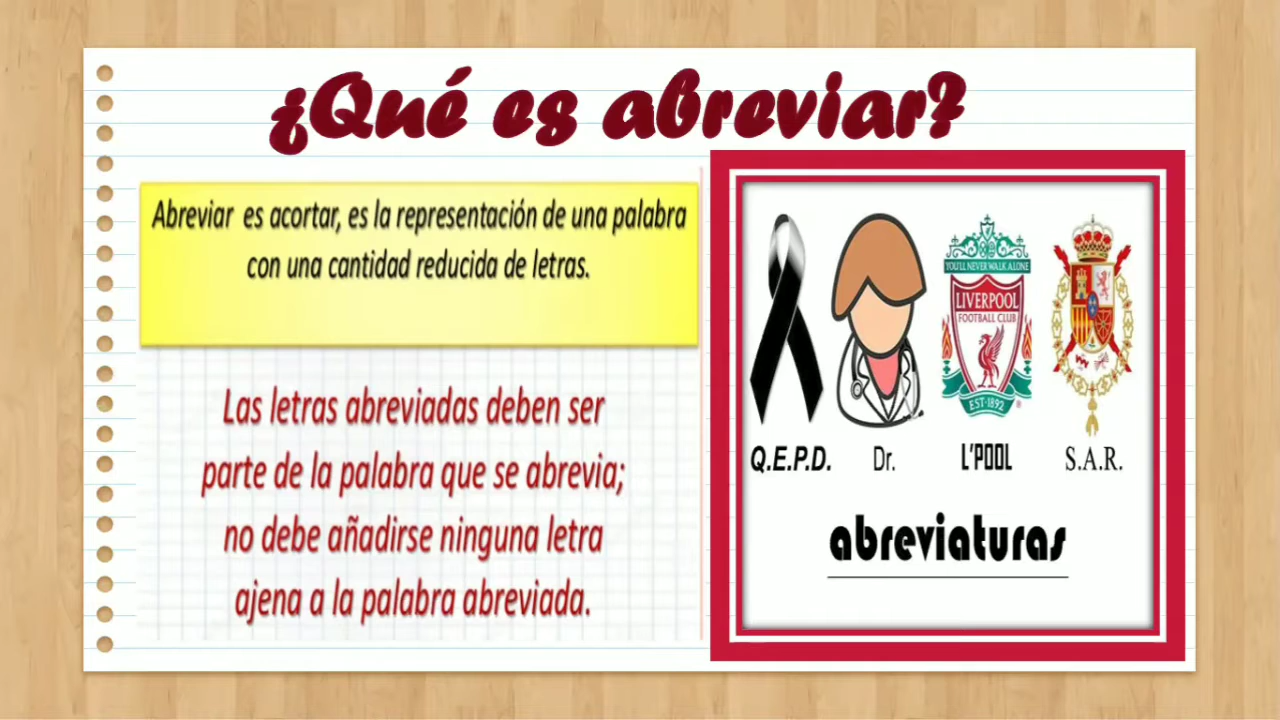 ¿Qué es abreviar?
Abreviar es acortar, es la representación de una palabra
con una cantidad reducida de letras.
Las letras abreviadas deben ser
parte de la palabra que se abrevia;
no debe añadirse ninguna letra
ajena a la palabra abreviada.
YOU'LL NEVER WALK ALONE
LIVERPOOL
FOOTBALL CLUB
EST·1892
®
Q.E.P.D. Dr. L'POOL S.A.R.
abreviaturas